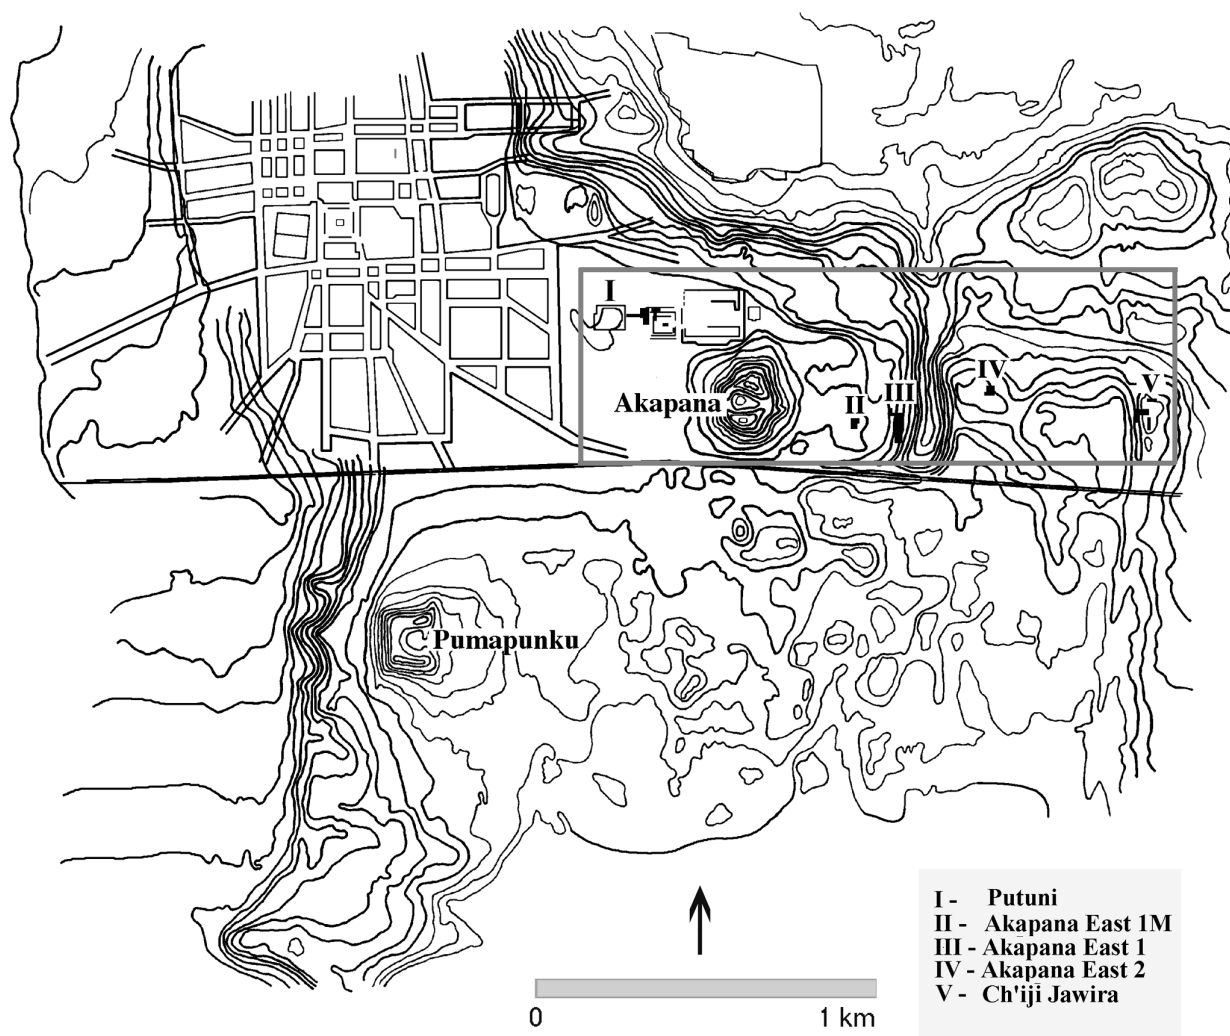 I
Akapana
II
III
IV
V
Pumapunku
I - Putuni
II - Akapana East 1M
III - Akapana East 1
IV - Akapana East 2
V - Ch'iji Jawira
0 1 km